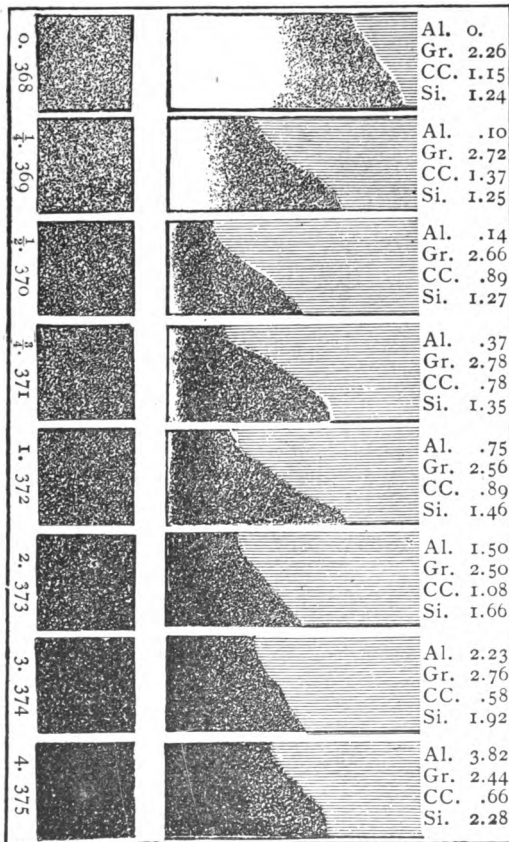 0. 368
Al. 0.
Gr. 2.26
CC. 1.15
Si. 1.24
¼. 369
Al. .10
Gr. 2.72
CC. 1.37
Si. 1.25
½. 370
Al. .14
Gr. 2.66
CC. .89
Si. 1.27
¾. 371
Al. .37
Gr. 2.78
CC. .78
Si. 1.35
1. 372
Al. .75
Gr. 2.56
CC. .89
Si. 1.46
2. 373
Al. 1.50
Gr. 2.50
CC. 1.08
Si. 1.66
3. 374
Al. 2.23
Gr. 2.76
CC. .58
Si. 1.92
4. 375
Al. 3.82
Gr. 2.44
CC. .66
Si. 2.28